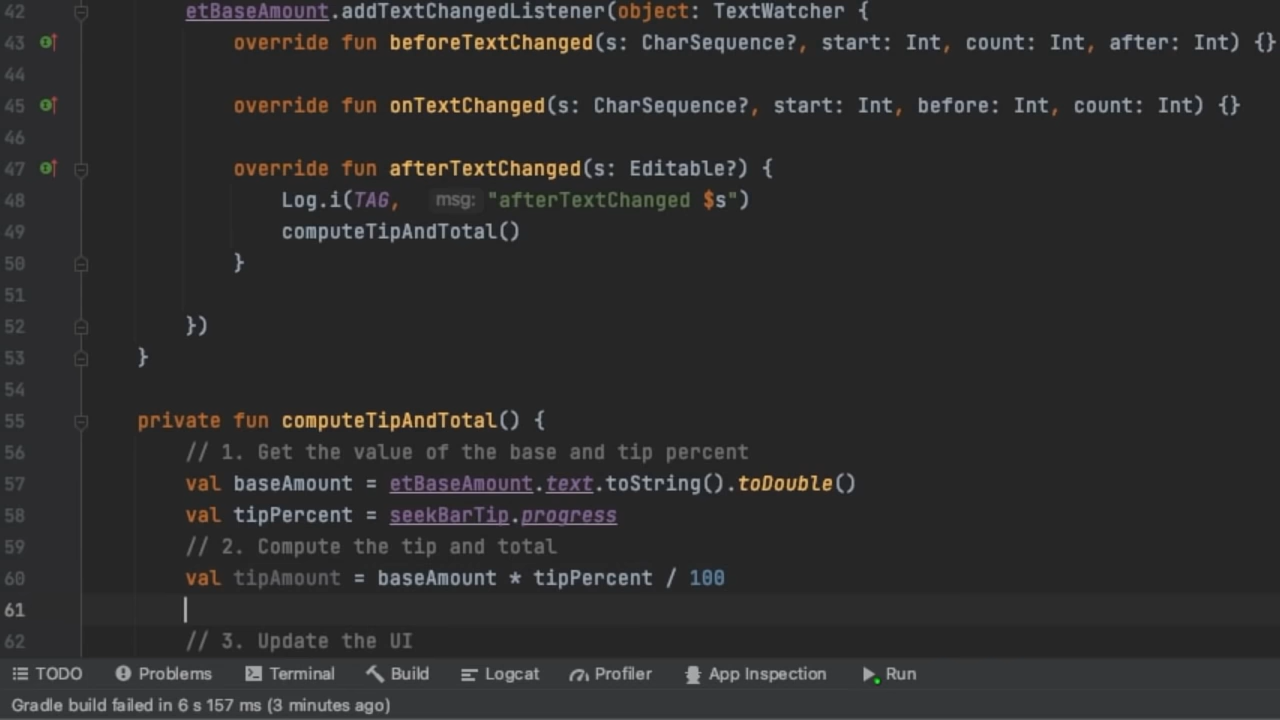 42 etBaseAmount.addTextChangedListener(object: TextWatcher {
43 override fun beforeTextChanged(s: CharSequence?, start: Int, count: Int, after: Int) {}
44
45 override fun onTextChanged(s: CharSequence?, start: Int, before: Int, count: Int) {}
46
47 override fun afterTextChanged(s: Editable?) {
48 Log.i(TAG, msg: "afterTextChanged $s")
49 computeTipAndTotal()
50 }
51
52 })
53 }
54
55 private fun computeTipAndTotal() {
56 // 1. Get the value of the base and tip percent
57 val baseAmount = etBaseAmount.text.toString().toDouble()
58 val tipPercent = seekBarTip.progress
59 // 2. Compute the tip and total
60 val tipAmount = baseAmount * tipPercent / 100
61
62 // 3. Update the UI
TODO Problems Terminal Build Logcat Profiler App Inspection Run
Gradle build failed in 6 s 157 ms (3 minutes ago)